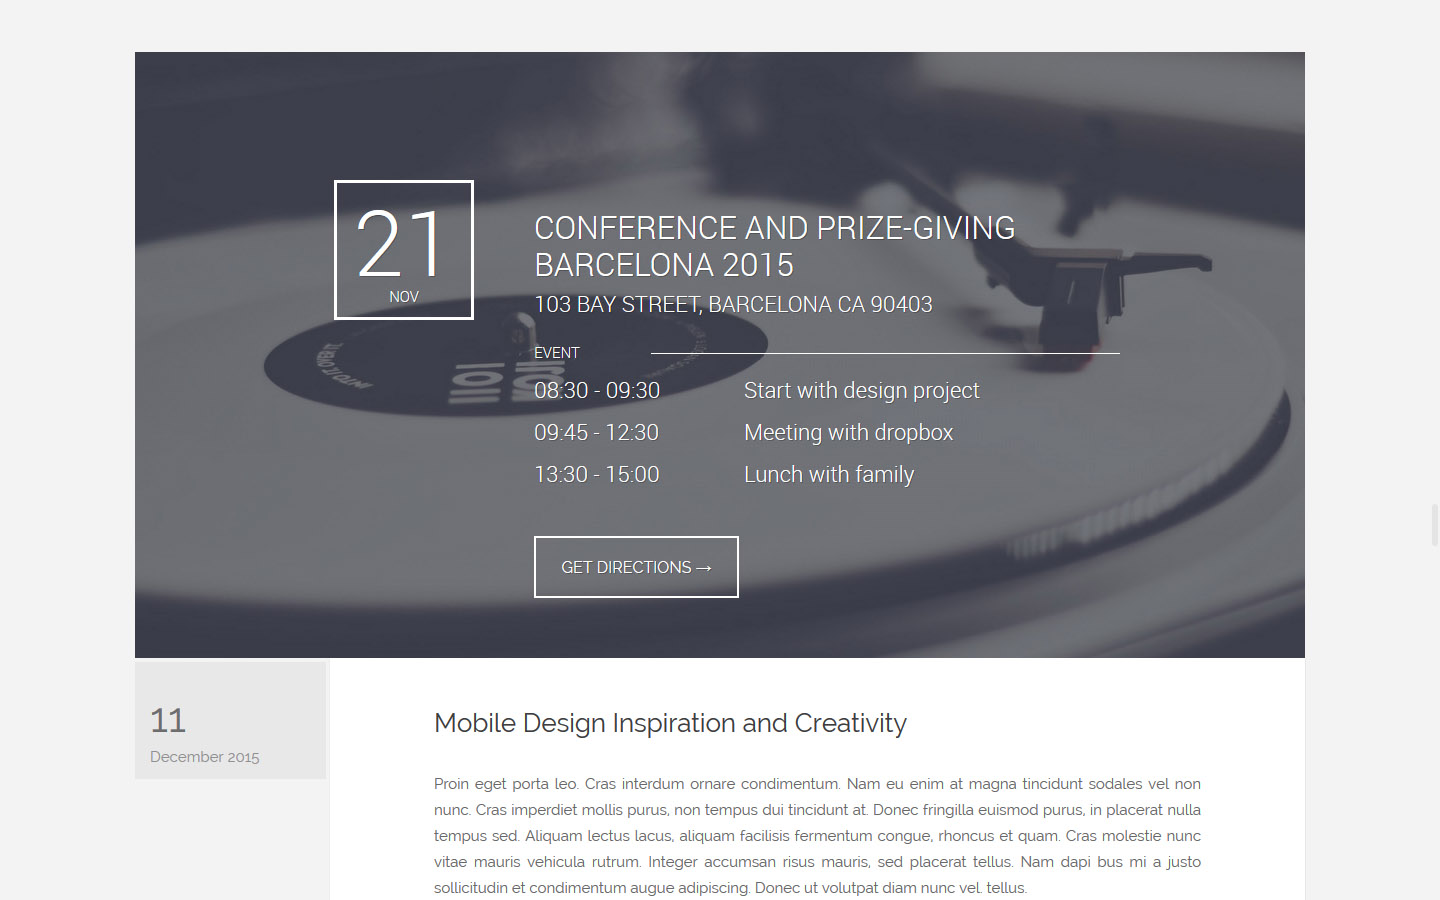 21
NOV
CONFERENCE AND PRIZE-GIVING
BARCELONA 2015
103 BAY STREET, BARCELONA CA 90403
EVENT
08:30 - 09:30 Start with design project
09:45 - 12:30 Meeting with dropbox
13:30 - 15:00 Lunch with family
GET DIRECTIONS →
11
December 2015
Mobile Design Inspiration and Creativity
Proin eget porta leo. Cras interdum ornare condimentum. Nam eu enim at magna tincidunt sodales vel non
nunc. Cras imperdiet mollis purus, non tempus dui tincidunt at. Donec fringilla euismod purus, in placerat nulla
tempus sed. Aliquam lectus lacus, aliquam facilisis fermentum congue, rhoncus et quam. Cras molestie nunc
vitae mauris vehicula rutrum. Integer accumsan risus mauris, sed placerat tellus. Nam dapi bus mi a justo
sollicitudin et condimentum augue adipiscing. Donec ut volutpat diam nunc vel. tellus.